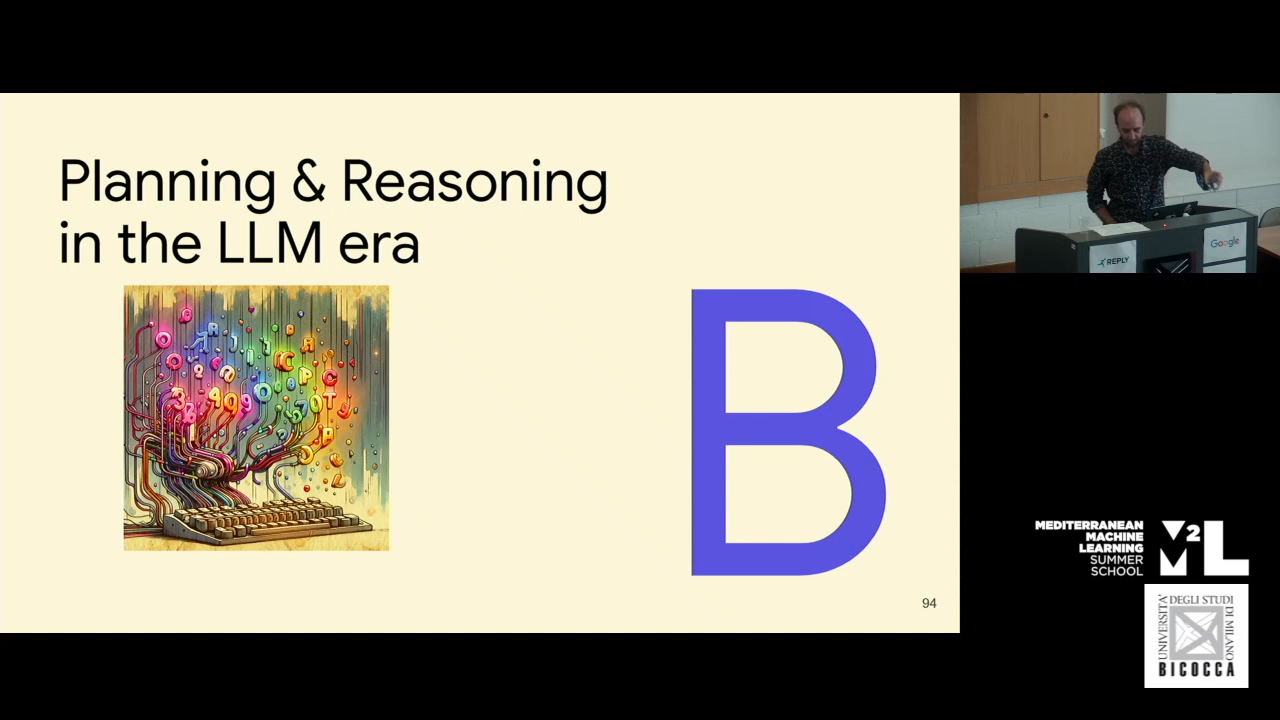 Planning & Reasoning
in the LLM era
B
94
REPLY
Google
MEDITERRANEAN
MACHINE
LEARNING
SUMMER
SCHOOL
M2L
UNIVERSITÀ
DEGLI STUDI
DI MILANO
BICOCCA